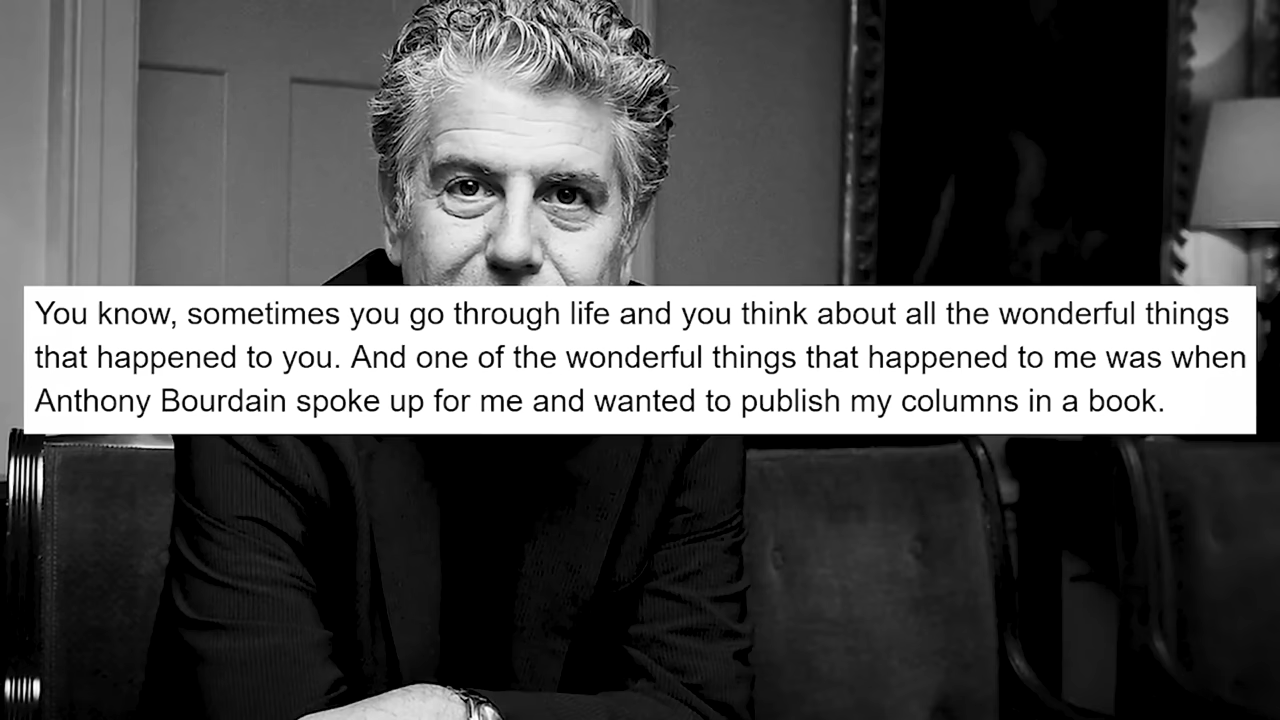 You know, sometimes you go through life and you think about all the wonderful things
that happened to you. And one of the wonderful things that happened to me was when
Anthony Bourdain spoke up for me and wanted to publish my columns in a book.